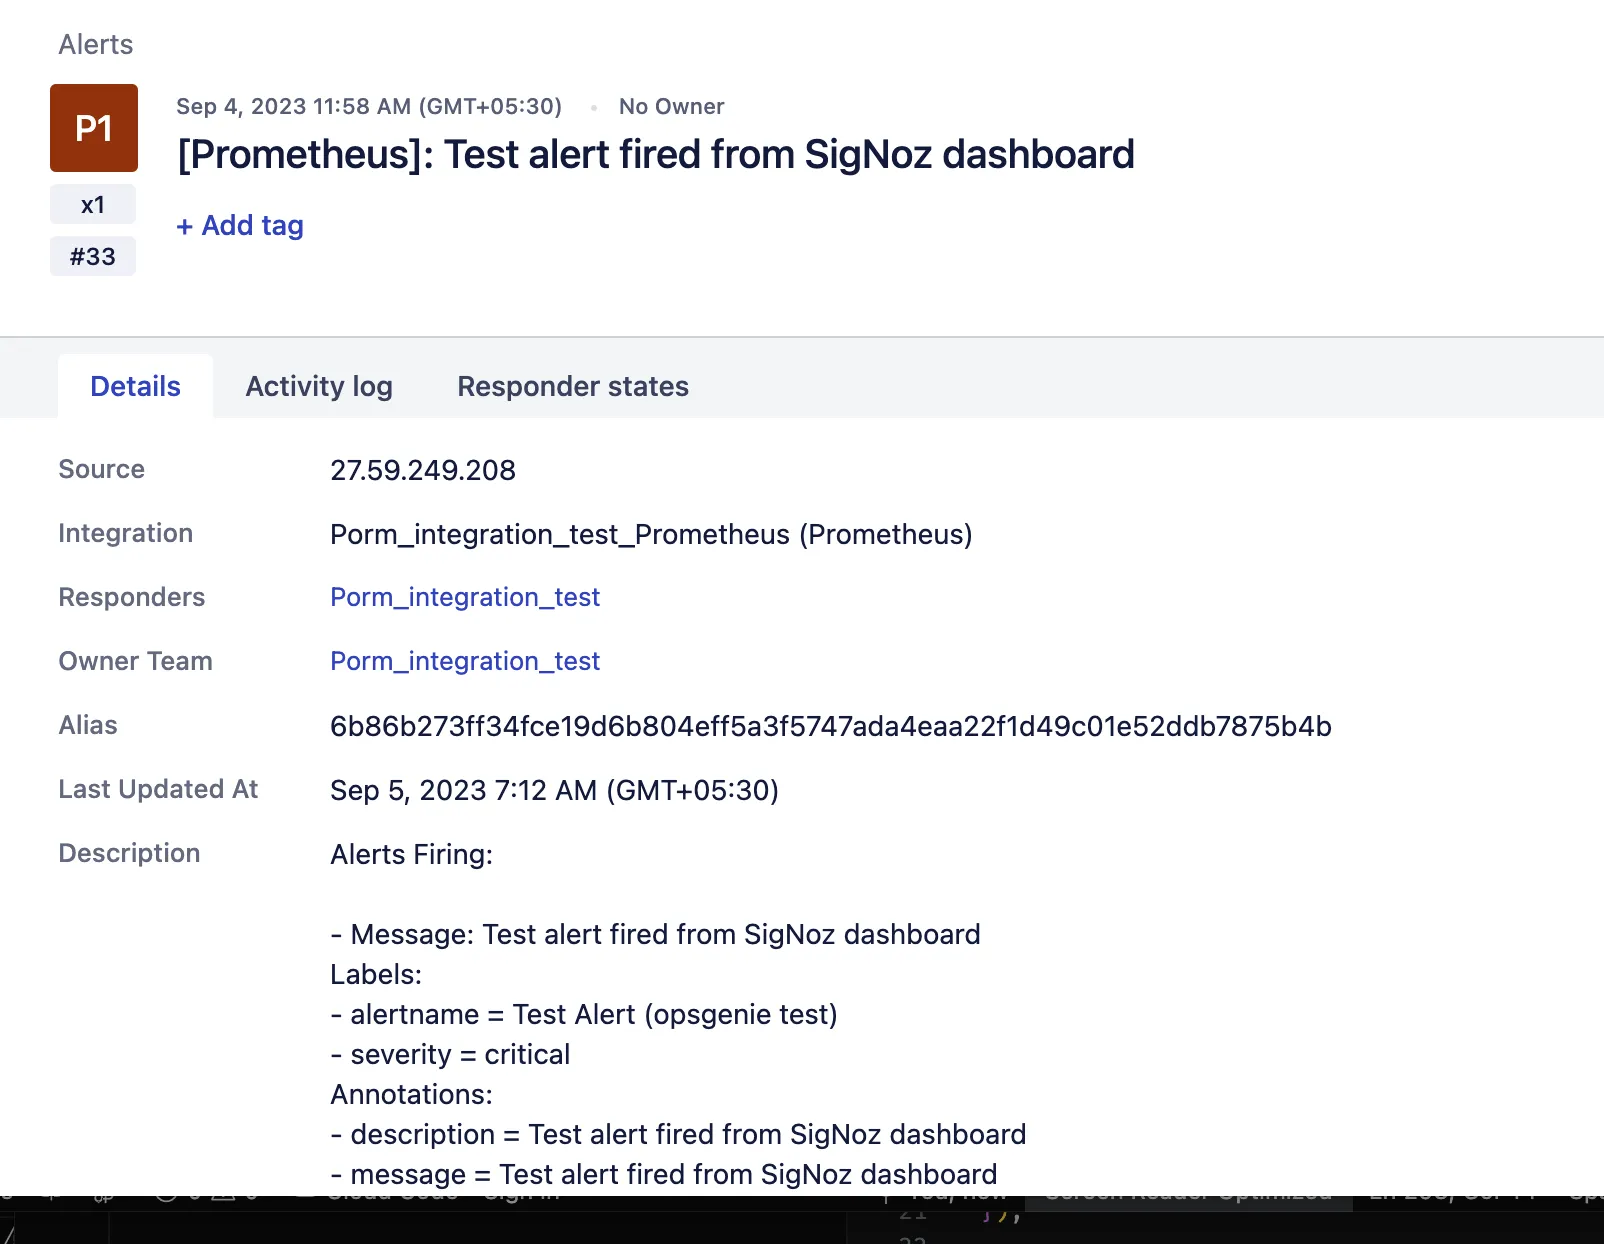 Alerts
P1
Sep 4, 2023 11:58 AM (GMT+05:30) • No Owner
[Prometheus]: Test alert fired from SigNoz dashboard
x1
+ Add tag
#33
Details Activity log Responder states
Source 27.59.249.208
Integration Porm_integration_test_Prometheus (Prometheus)
Responders Porm_integration_test
Owner Team Porm_integration_test
Alias 6b86b273ff34fce19d6b804eff5a3f5747ada4eaa22f1d49c01e52ddb7875b4b
Last Updated At Sep 5, 2023 7:12 AM (GMT+05:30)
Description Alerts Firing:
- Message: Test alert fired from SigNoz dashboard
Labels:
- alertname = Test Alert (opsgenie test)
- severity = critical
Annotations:
- description = Test alert fired from SigNoz dashboard
- message = Test alert fired from SigNoz dashboard
21 });